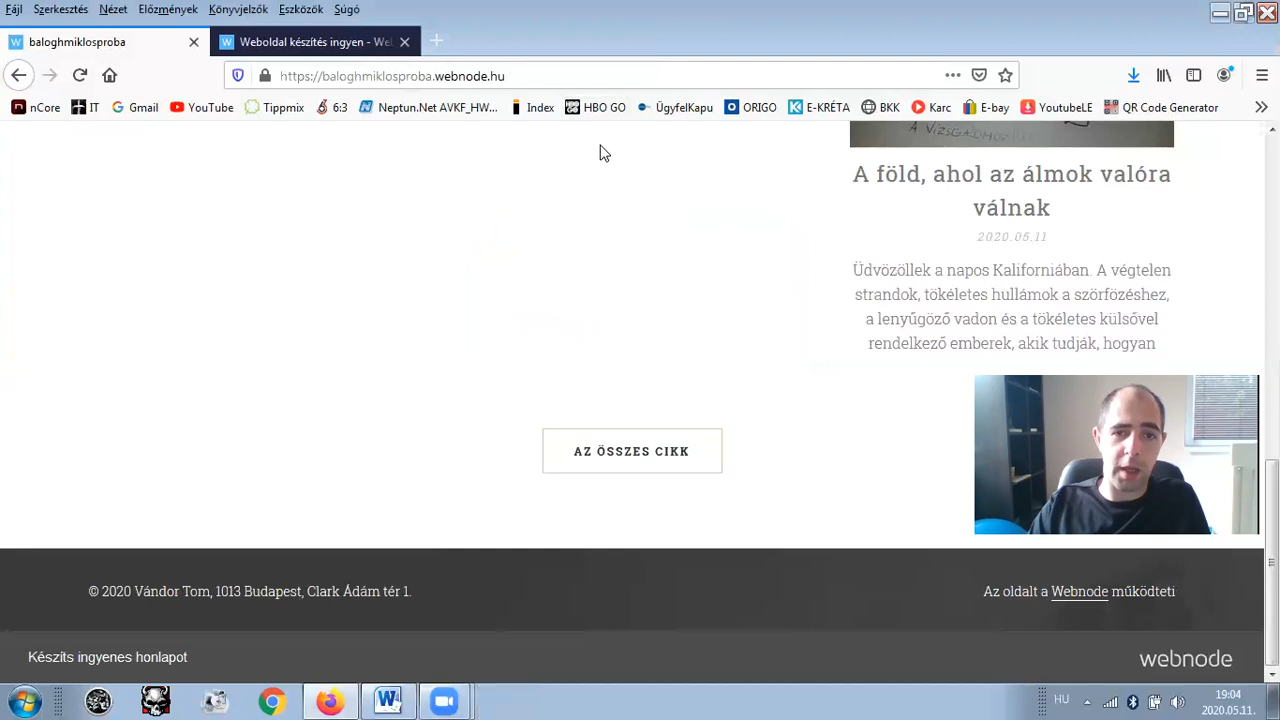 Fájl Szerkesztés Nézet Előzmények Könyvjelzők Eszközök Súgó
baloghmiklosproba
Weboldal készítés ingyen - We
https://baloghmiklosproba.webnode.hu
nCore IT Gmail YouTube Tippmix 6:3 Neptun.Net AVKF_HW... Index HBO GO ÜgyfelKapu ORIGO E-KRÉTA BKK Karc E-bay YoutubeLE QR Code Generator
A VIZSGÁHOZ
A föld, ahol az álmok valóra
válnak
2020.05.11
Üdvözöllek a napos Kaliforniában. A végtelen
strandok, tökéletes hullámok a szörfözéshez,
a lenyűgöző vadon és a tökéletes külsővel
rendelkező emberek, akik tudják, hogyan
AZ ÖSSZES CIKK
© 2020 Vándor Tom, 1013 Budapest, Clark Ádám tér 1.
Az oldalt a Webnode működteti
Készíts ingyenes honlapot
webnode
HU
19:04
2020.05.11.